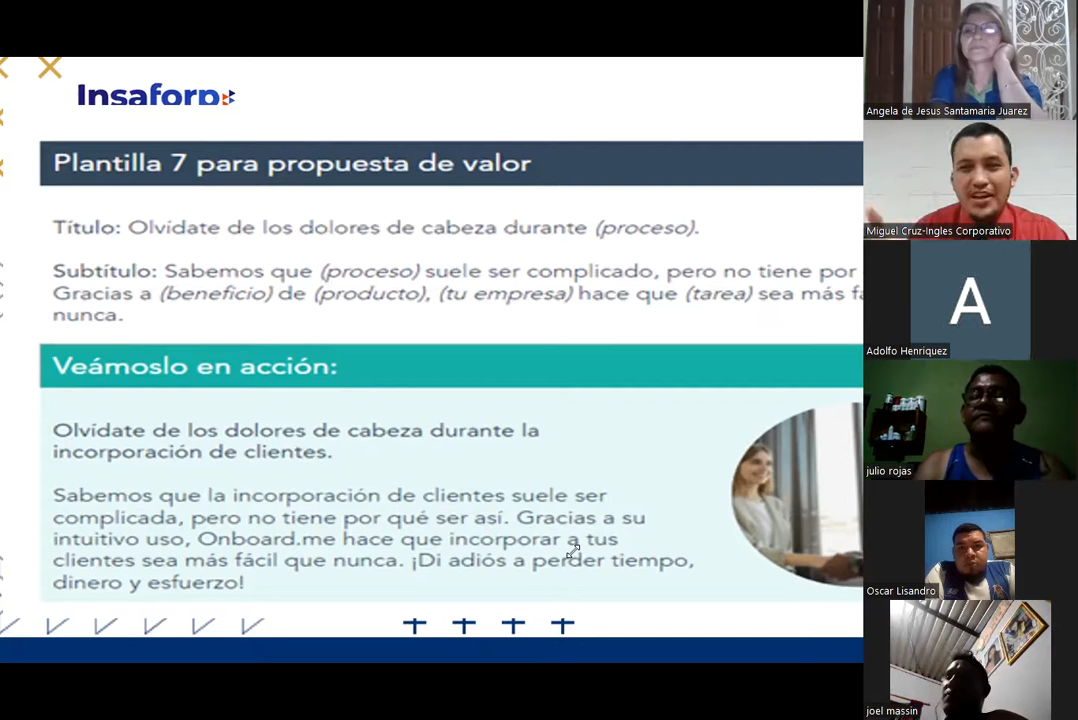 Insaforp
Plantilla 7 para propuesta de valor
Título: Olvídate de los dolores de cabeza durante (proceso).
Subtítulo: Sabemos que (proceso) suele ser complicado, pero no tiene por
Gracias a (beneficio) de (producto), (tu empresa) hace que (tarea) sea más
nunca.
Veámoslo en acción:
Olvídate de los dolores de cabeza durante la
incorporación de clientes.
Sabemos que la incorporación de clientes suele ser
complicada, pero no tiene por qué ser así. Gracias a su
intuitivo uso, Onboard.me hace que incorporar a tus
clientes sea más fácil que nunca. ¡Di adiós a perder tiempo,
dinero y esfuerzo!
Angela de Jesus Santamaria Juarez
Miguel Cruz-Ingles Corporativo
A
Adolfo Henriquez
julio rojas
Oscar Lisandro
joel massin